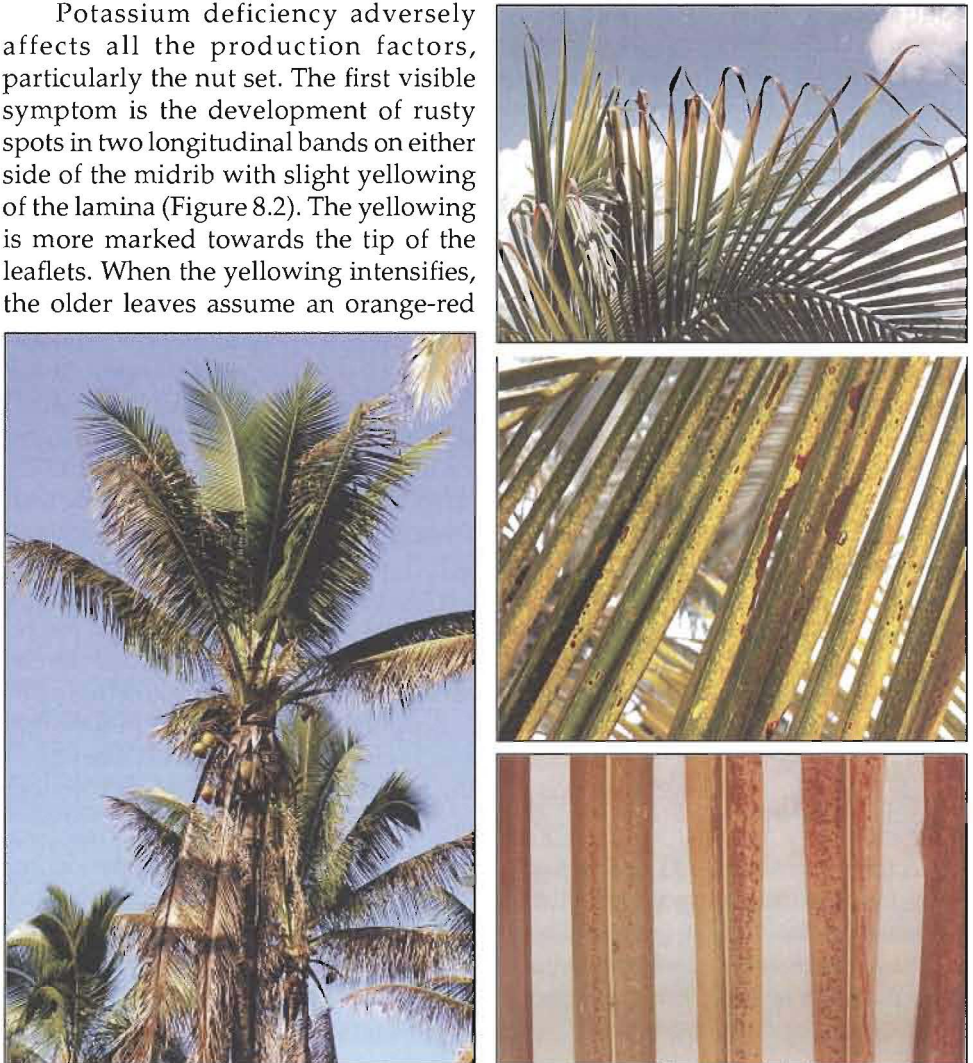 Potassium deficiency adversely
affects all the production factors,
particularly the nut set. The first visible
symptom is the development of rusty
spots in two longitudinal bands on either
side of the midrib with slight yellowing
of the lamina (Figure 8.2). The yellowing
is more marked towards the tip of the
leaflets. When the yellowing intensifies,
the older leaves assume an orange-red